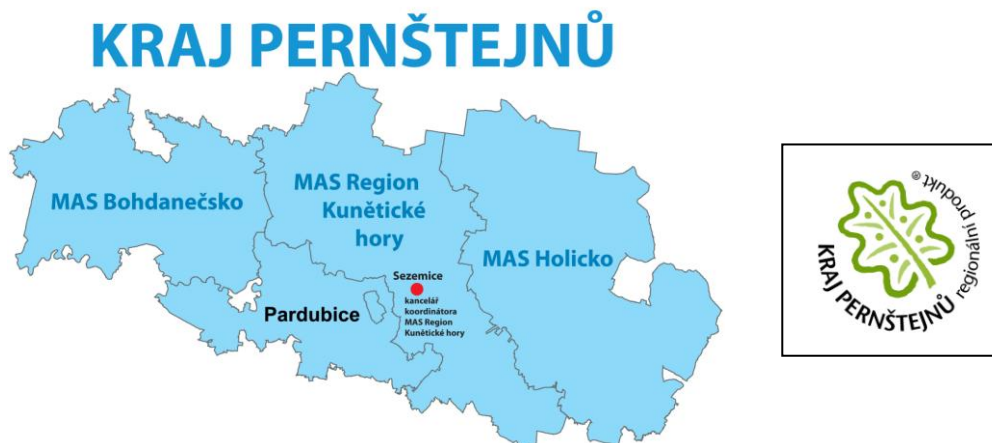 KRAJ PERNŠTEJNŮ
MAS Bohdanečsko
MAS Region
Kunětické
hory
MAS Holicko
Sezemice
kancelář
koordinátora
MAS Region
Kunětické hory
Pardubice
KRAJ PERNŠTEJNŮ
regionální produkt®